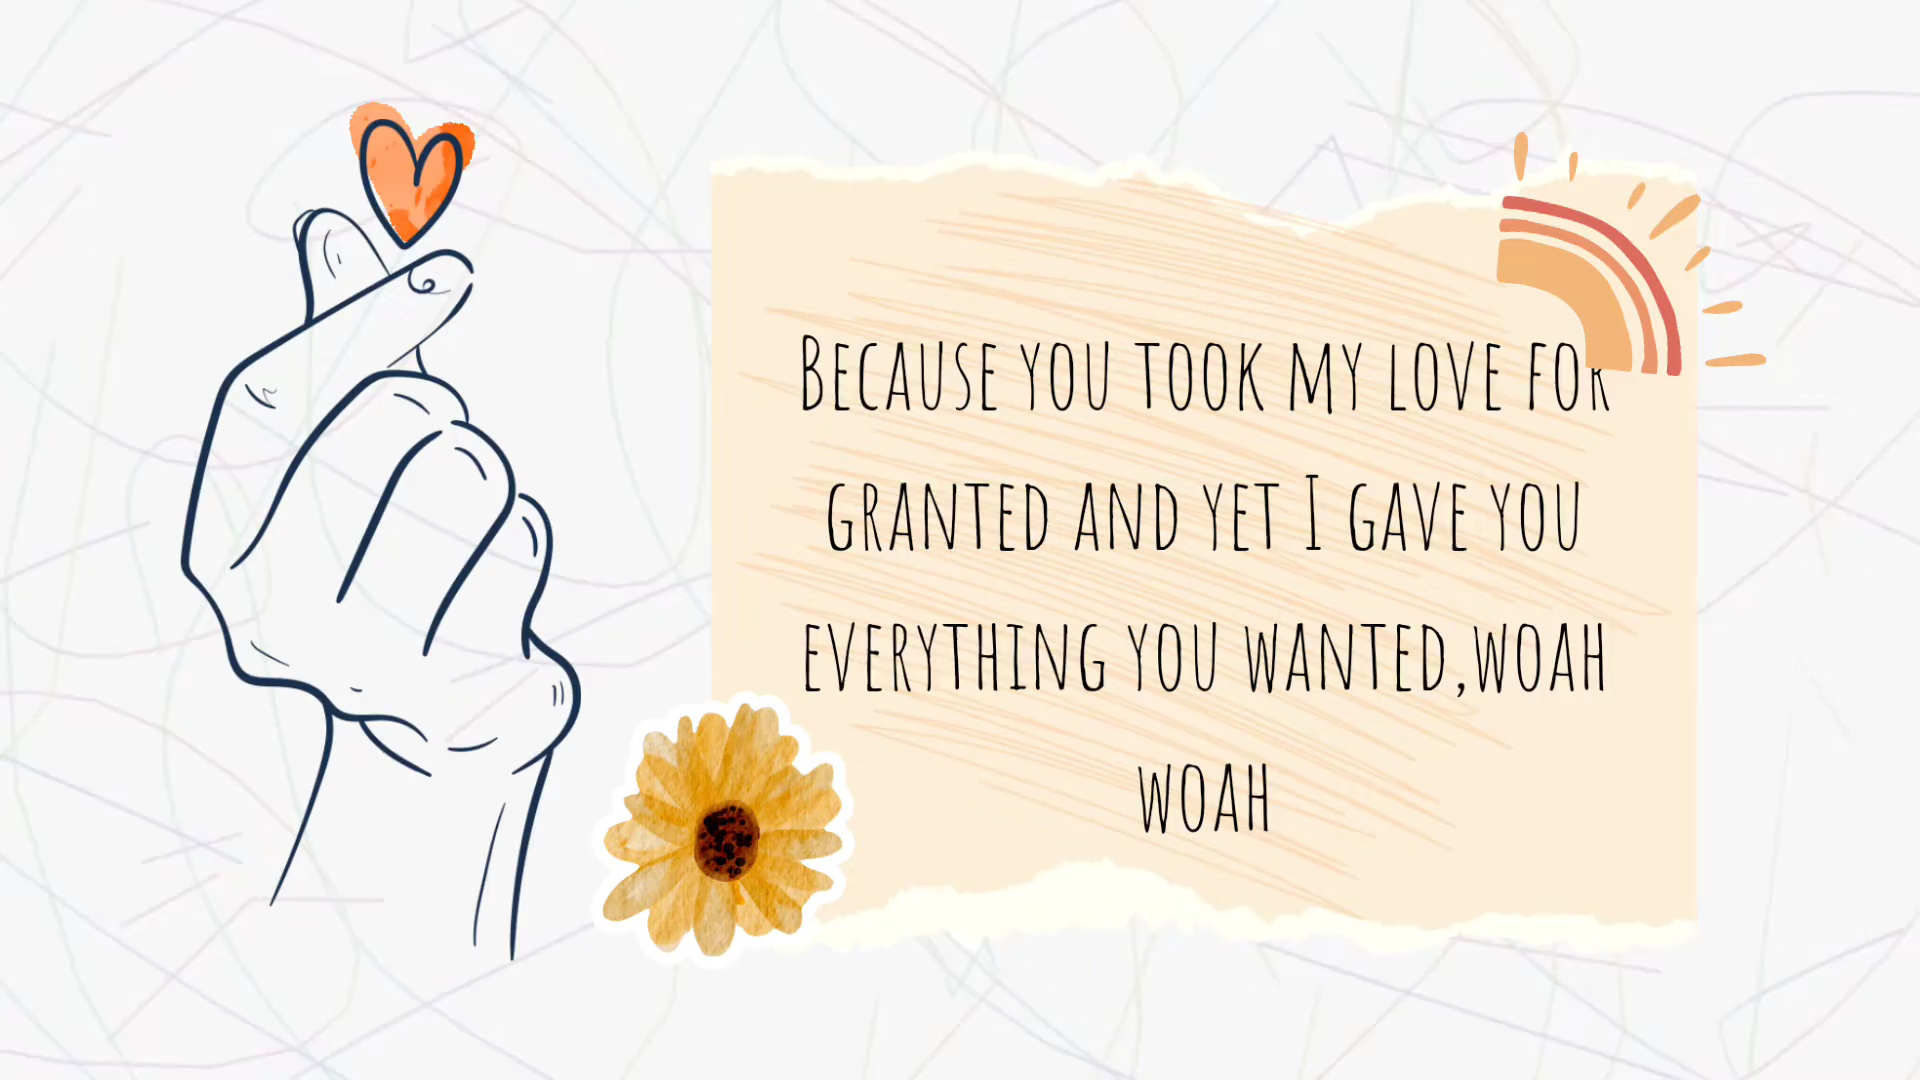 Because you took my love for
granted and yet I gave you
everything you wanted,woah
woah